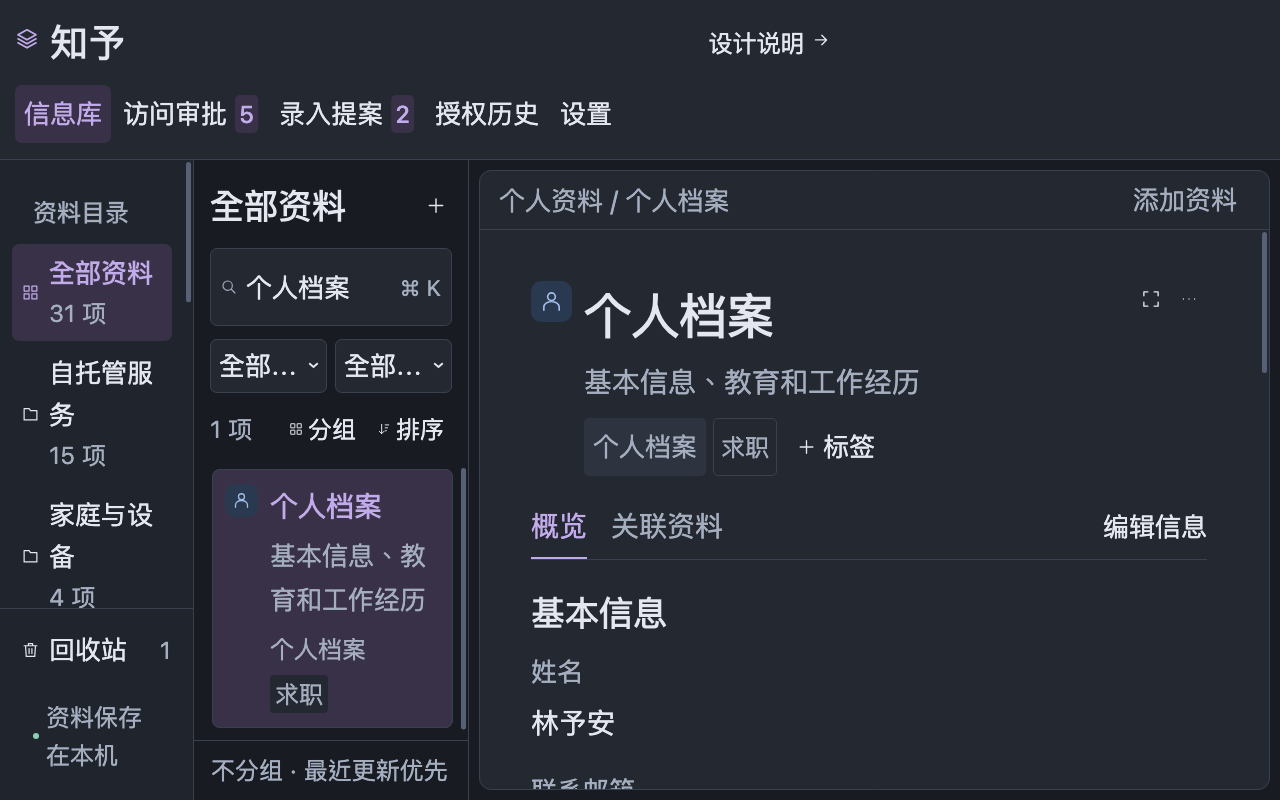 知予
设计说明 →
信息库 访问审批 5 录入提案 2 授权历史 设置
资料目录
全部资料
31 项
自托管服
务
15 项
家庭与设
备
4 项
回收站 1
资料保存
在本机
全部资料 +
个人档案 ⌘ K
全部… 全部…
1 项 分组 排序
个人档案
基本信息、教
育和工作经历
个人档案
求职
不分组 · 最近更新优先
个人资料 / 个人档案 添加资料
个人档案 ···
基本信息、教育和工作经历
个人档案 求职 + 标签
概览 关联资料 编辑信息
基本信息
姓名
林予安
联系邮箱